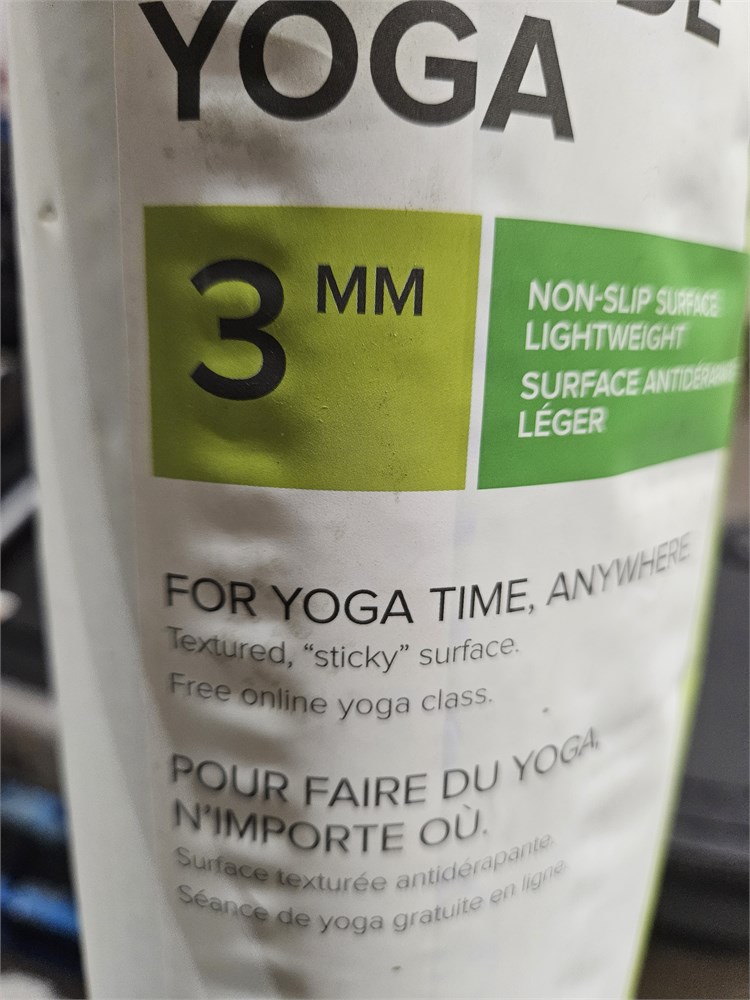 DE
YOGA
3 MM
NON-SLIP SURFACE
LIGHTWEIGHT
SURFACE ANTIDÉRAPANTE
LÉGER
FOR YOGA TIME, ANYWHERE.
Textured, “sticky” surface.
Free online yoga class.
POUR FAIRE DU YOGA,
N’IMPORTE OÙ.
Surface texturée antidérapante.
Séance de yoga gratuite en ligne.